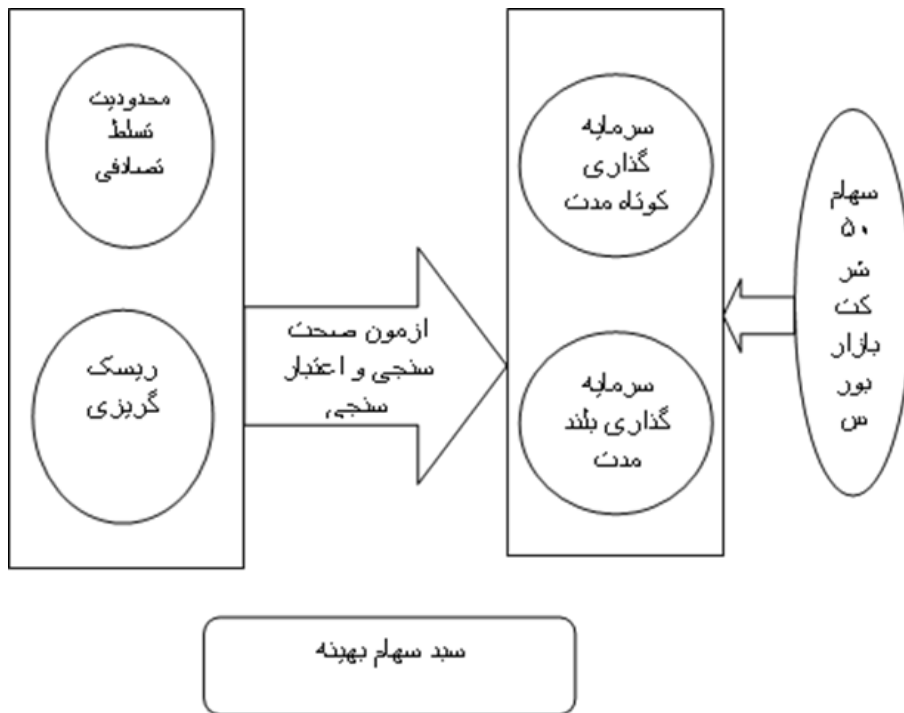 محدودیت
تسلط
تصادفی
ریسک
گریزی
ازمون صحت
سنجی و اعتبار
سنجی
سرمایه
گذاری
کوتاه مدت
سرمایه
گذاری بلند
مدت
سهام
۵۰
شر
کت
بازار
بور
س
سبد سهام بهینه